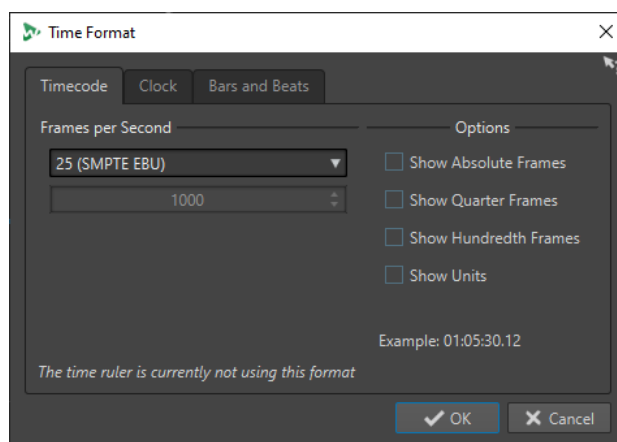 Time Format
Timecode Clock Bars and Beats
Frames per Second Options
25 (SMPTE EBU) Show Absolute Frames
1000 Show Quarter Frames
Show Hundredth Frames
Show Units
Example: 01:05:30.12
The time ruler is currently not using this format
OK Cancel